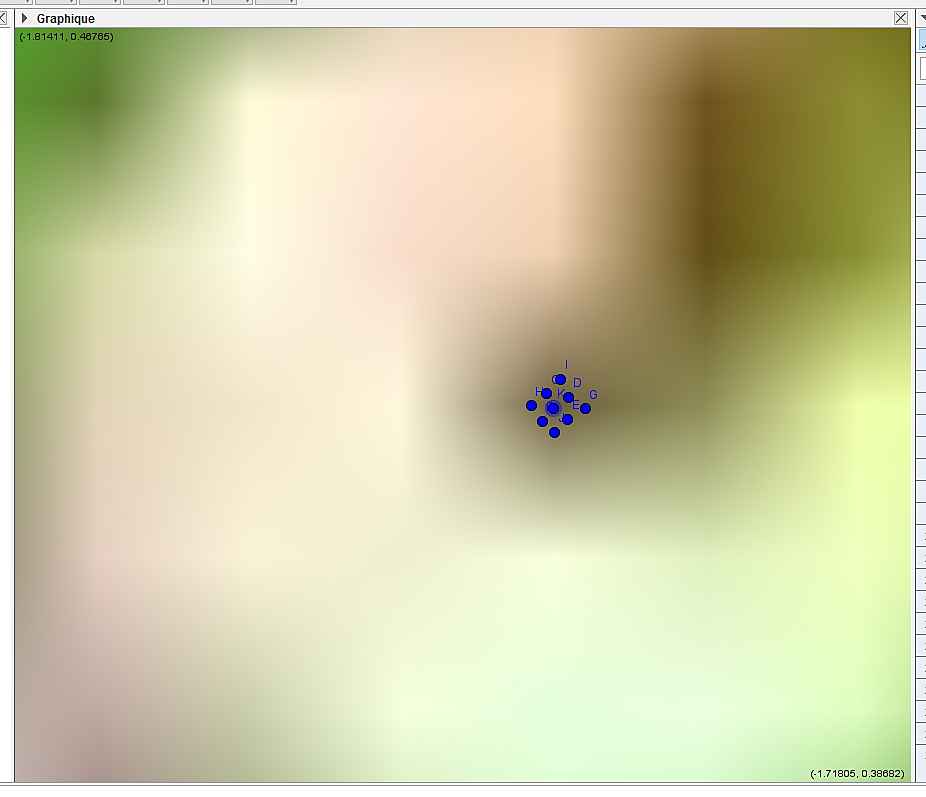 Graphique
(-1.81411, 0.46765)
I
D
H
K
G
E
J
(-1.71805, 0.38682)